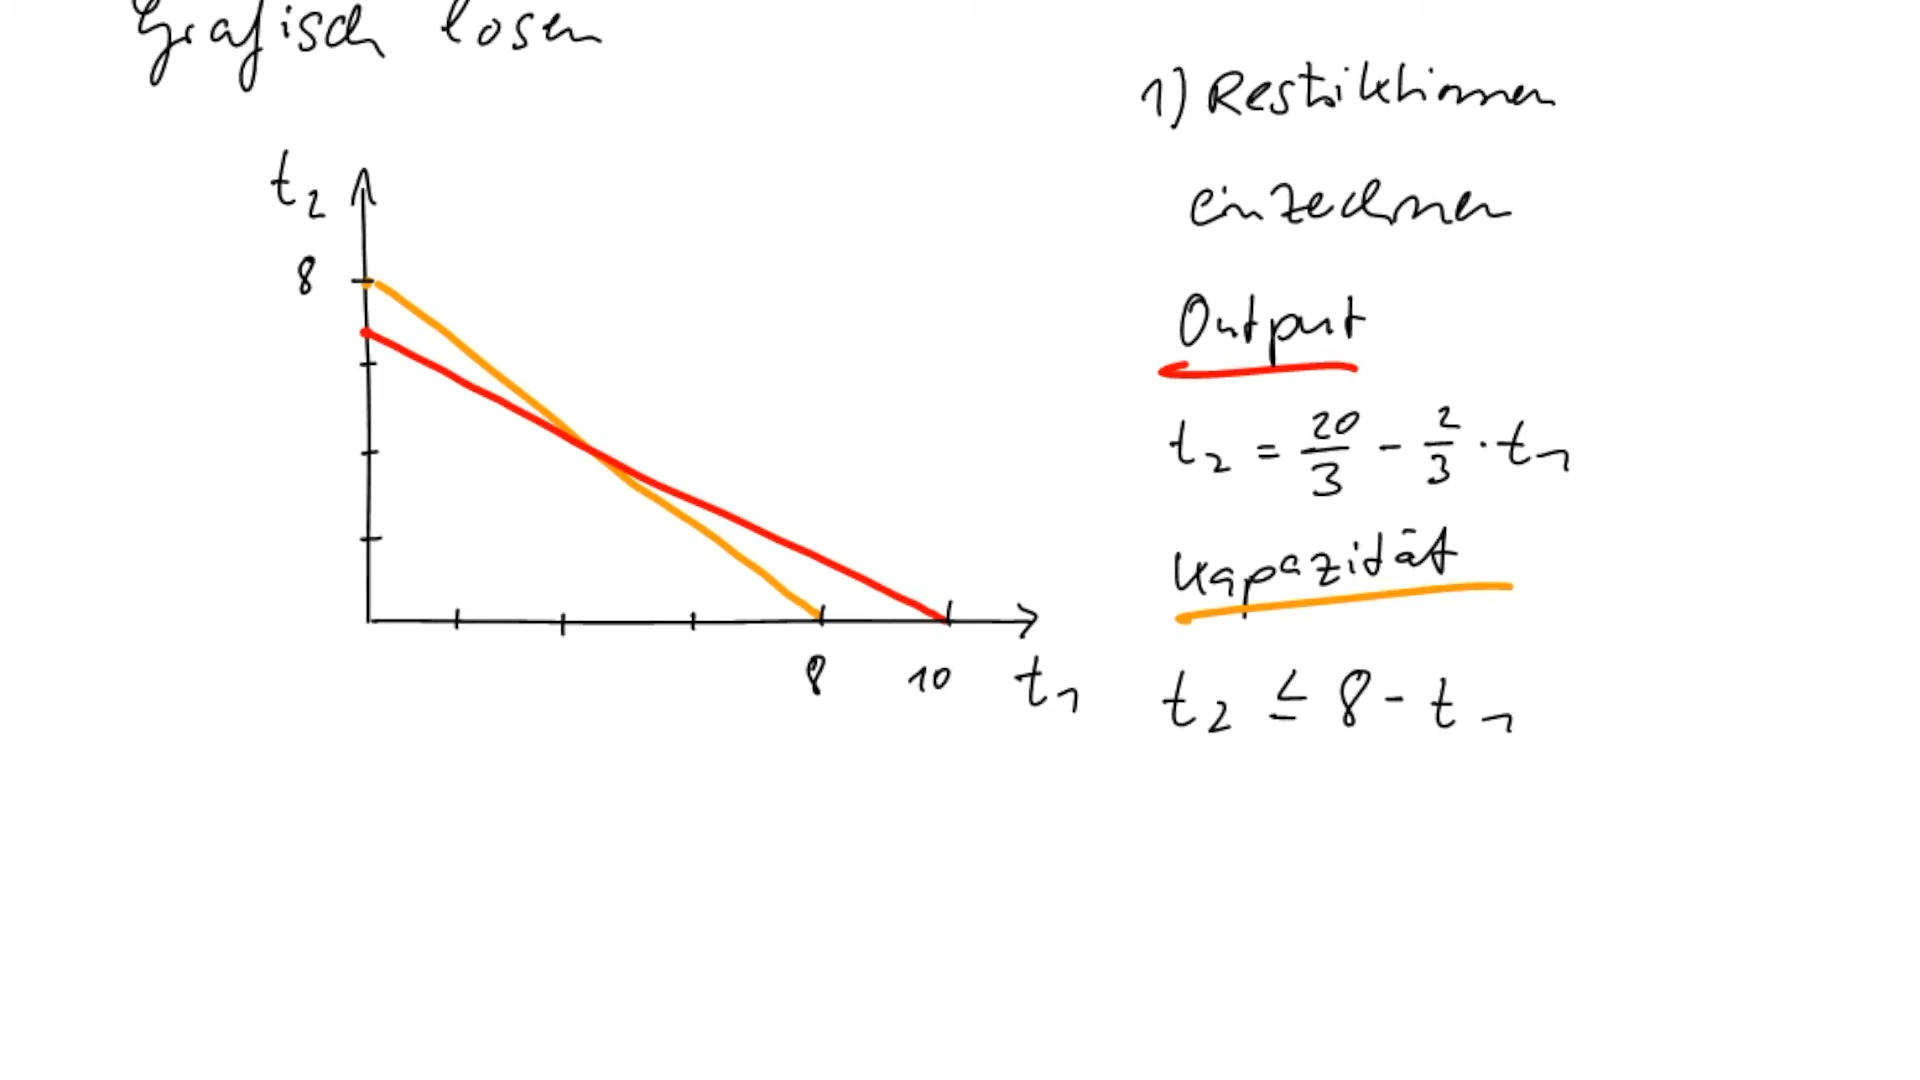 Grafisch lösen
1) Restriktionen
einzechnen
Output
t₂ = 20/3 - 2/3 · t₁
Kapazität
t₂ ≤ 8 - t₁
t₂
8
8 10 t₁